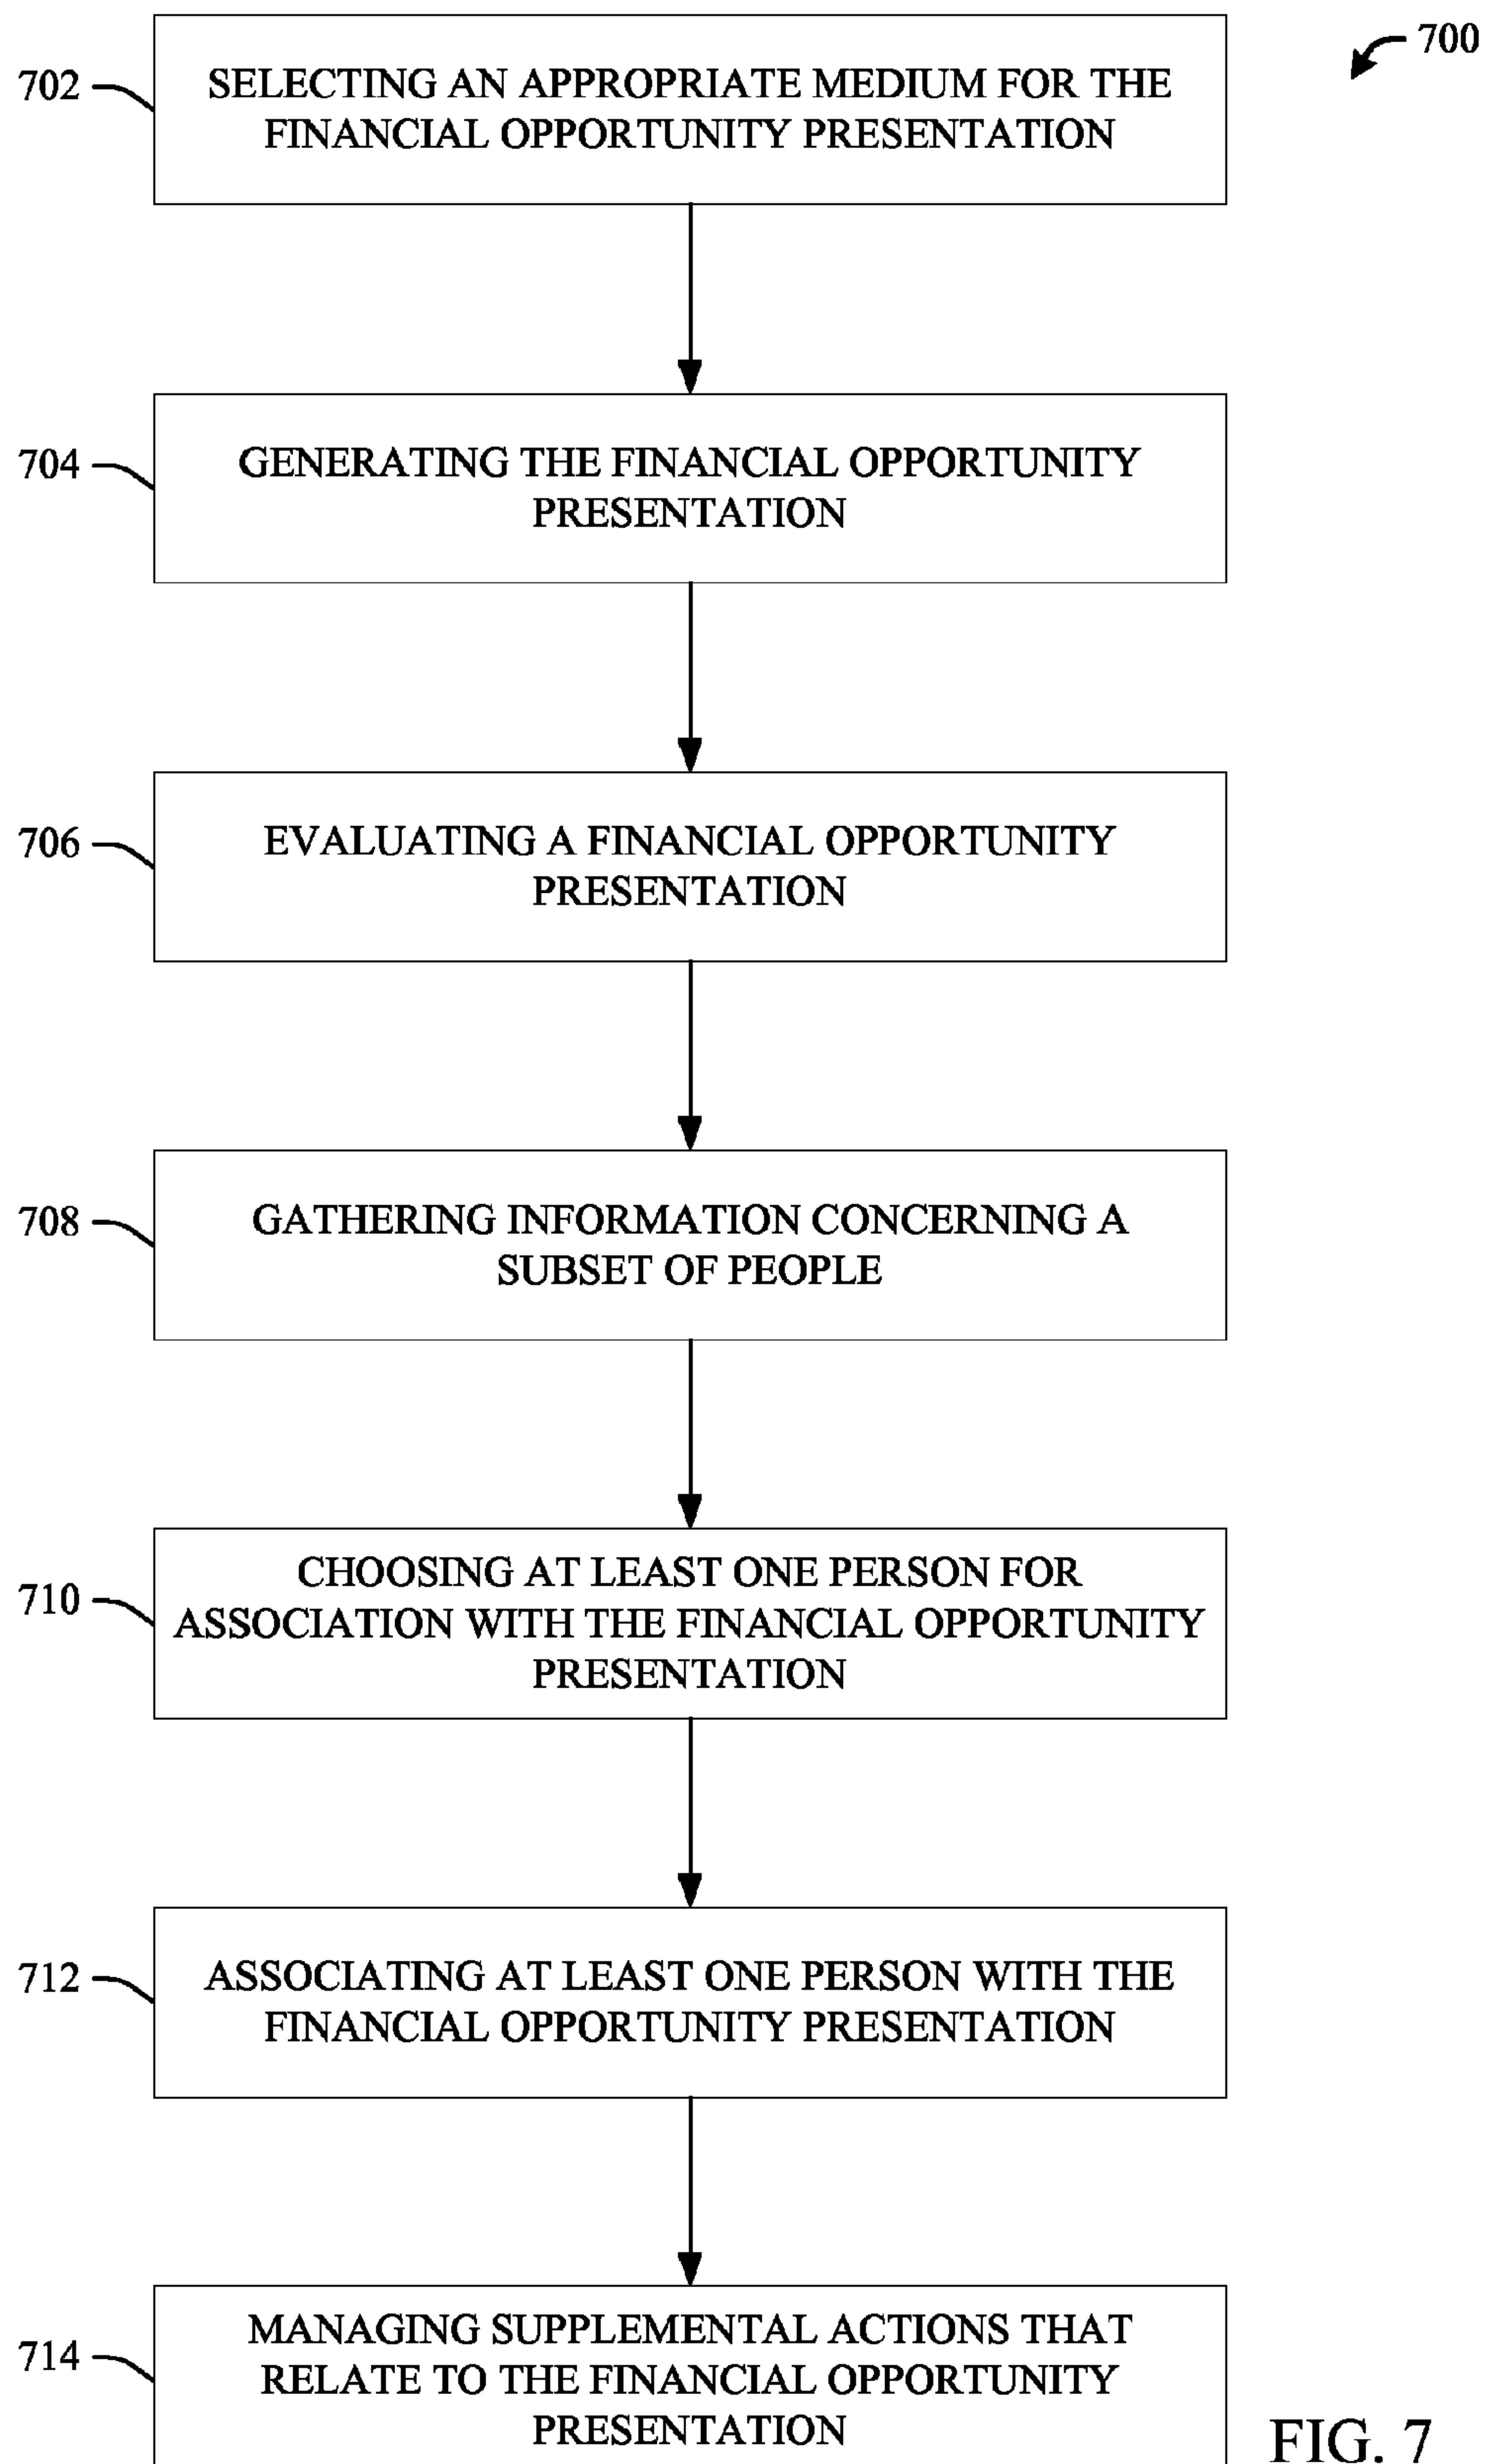 700
702
SELECTING AN APPROPRIATE MEDIUM FOR THE
FINANCIAL OPPORTUNITY PRESENTATION
704
GENERATING THE FINANCIAL OPPORTUNITY
PRESENTATION
706
EVALUATING A FINANCIAL OPPORTUNITY
PRESENTATION
708
GATHERING INFORMATION CONCERNING A
SUBSET OF PEOPLE
710
CHOOSING AT LEAST ONE PERSON FOR
ASSOCIATION WITH THE FINANCIAL OPPORTUNITY
PRESENTATION
712
ASSOCIATING AT LEAST ONE PERSON WITH THE
FINANCIAL OPPORTUNITY PRESENTATION
714
MANAGING SUPPLEMENTAL ACTIONS THAT
RELATE TO THE FINANCIAL OPPORTUNITY
PRESENTATION
FIG. 7